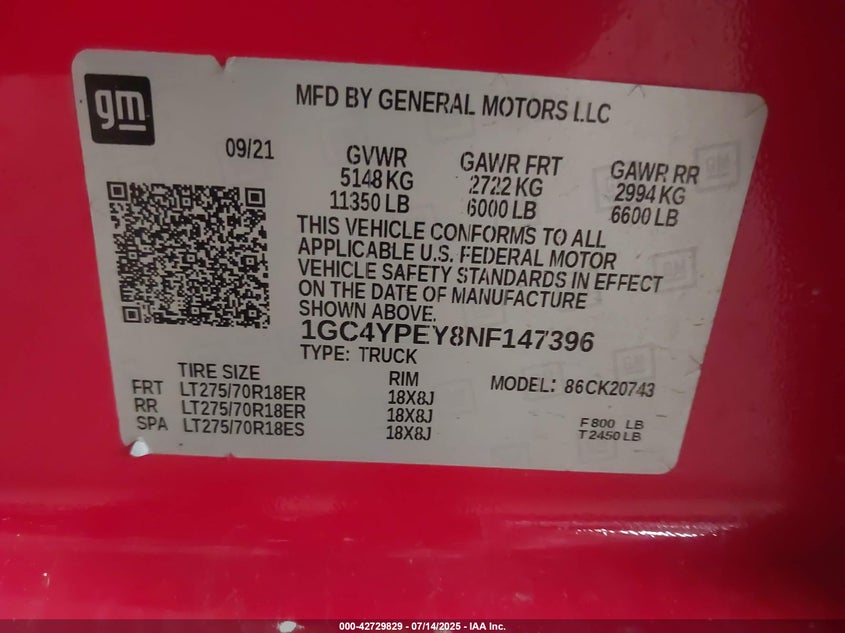 gm
MFD BY GENERAL MOTORS LLC
09/21
GVWR GAWR FRT GAWR RR
5148 KG 2722 KG 2994 KG
11350 LB 6000 LB 6600 LB
THIS VEHICLE CONFORMS TO ALL
APPLICABLE U.S. FEDERAL MOTOR
VEHICLE SAFETY STANDARDS IN EFFECT
ON THE DATE OF MANUFACTURE
SHOWN ABOVE.
1GC4YPEY8NF147396
TYPE: TRUCK
TIRE SIZE RIM MODEL: 86CK20743
FRT LT275/70R18ER 18X8J
RR LT275/70R18ER 18X8J
SPA LT275/70R18ES 18X8J
F 800 LB
T 2450 LB
000-42729829 - 07/14/2025 - IAA Inc.